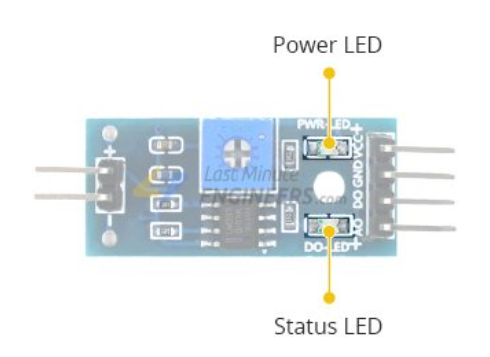 Power LED
PWR-LED
VCC
GND
DO
AO
Last Minute
ENGINEERS.com
DO-LED
Status LED